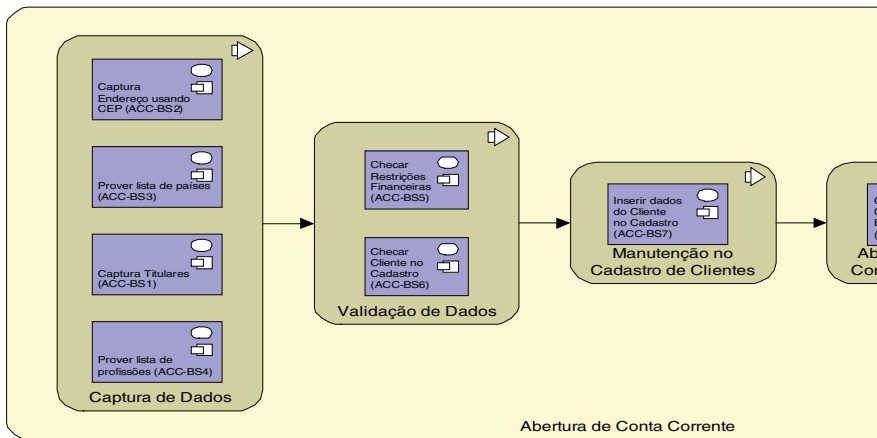 Captura
Endereço usando
CEP (ACC-BS2)
Prover lista de países
(ACC-BS3)
Captura Titulares
(ACC-BS1)
Prover lista de
profissões (ACC-BS4)
Captura de Dados
Checar
Restrições
Financeiras
(ACC-BS5)
Checar
Cliente no
Cadastro
(ACC-BS6)
Validação de Dados
Inserir dados
do Cliente
no Cadastro
(ACC-BS7)
Manutenção no
Cadastro de Clientes
Abertura de Conta Corrente